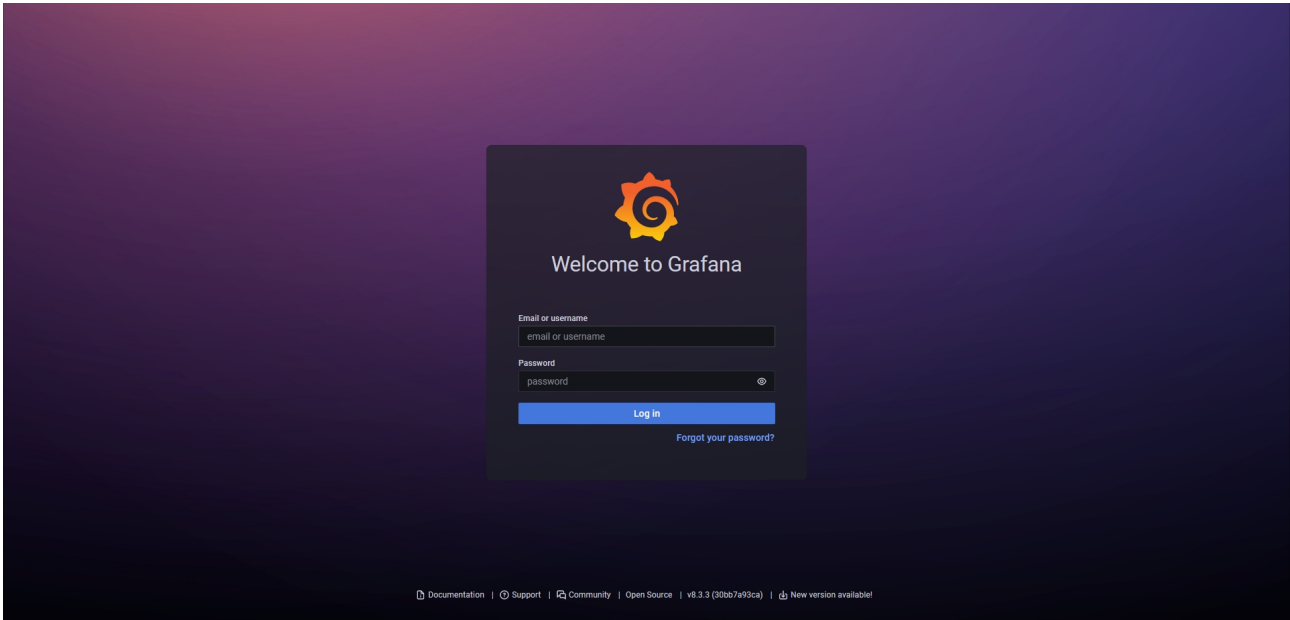 Welcome to Grafana
Email or username
email or username
Password
password
Log in
Forgot your password?
Documentation | Support | Community | Open Source | v8.3.3 (30bb7a93ca) | New version available!